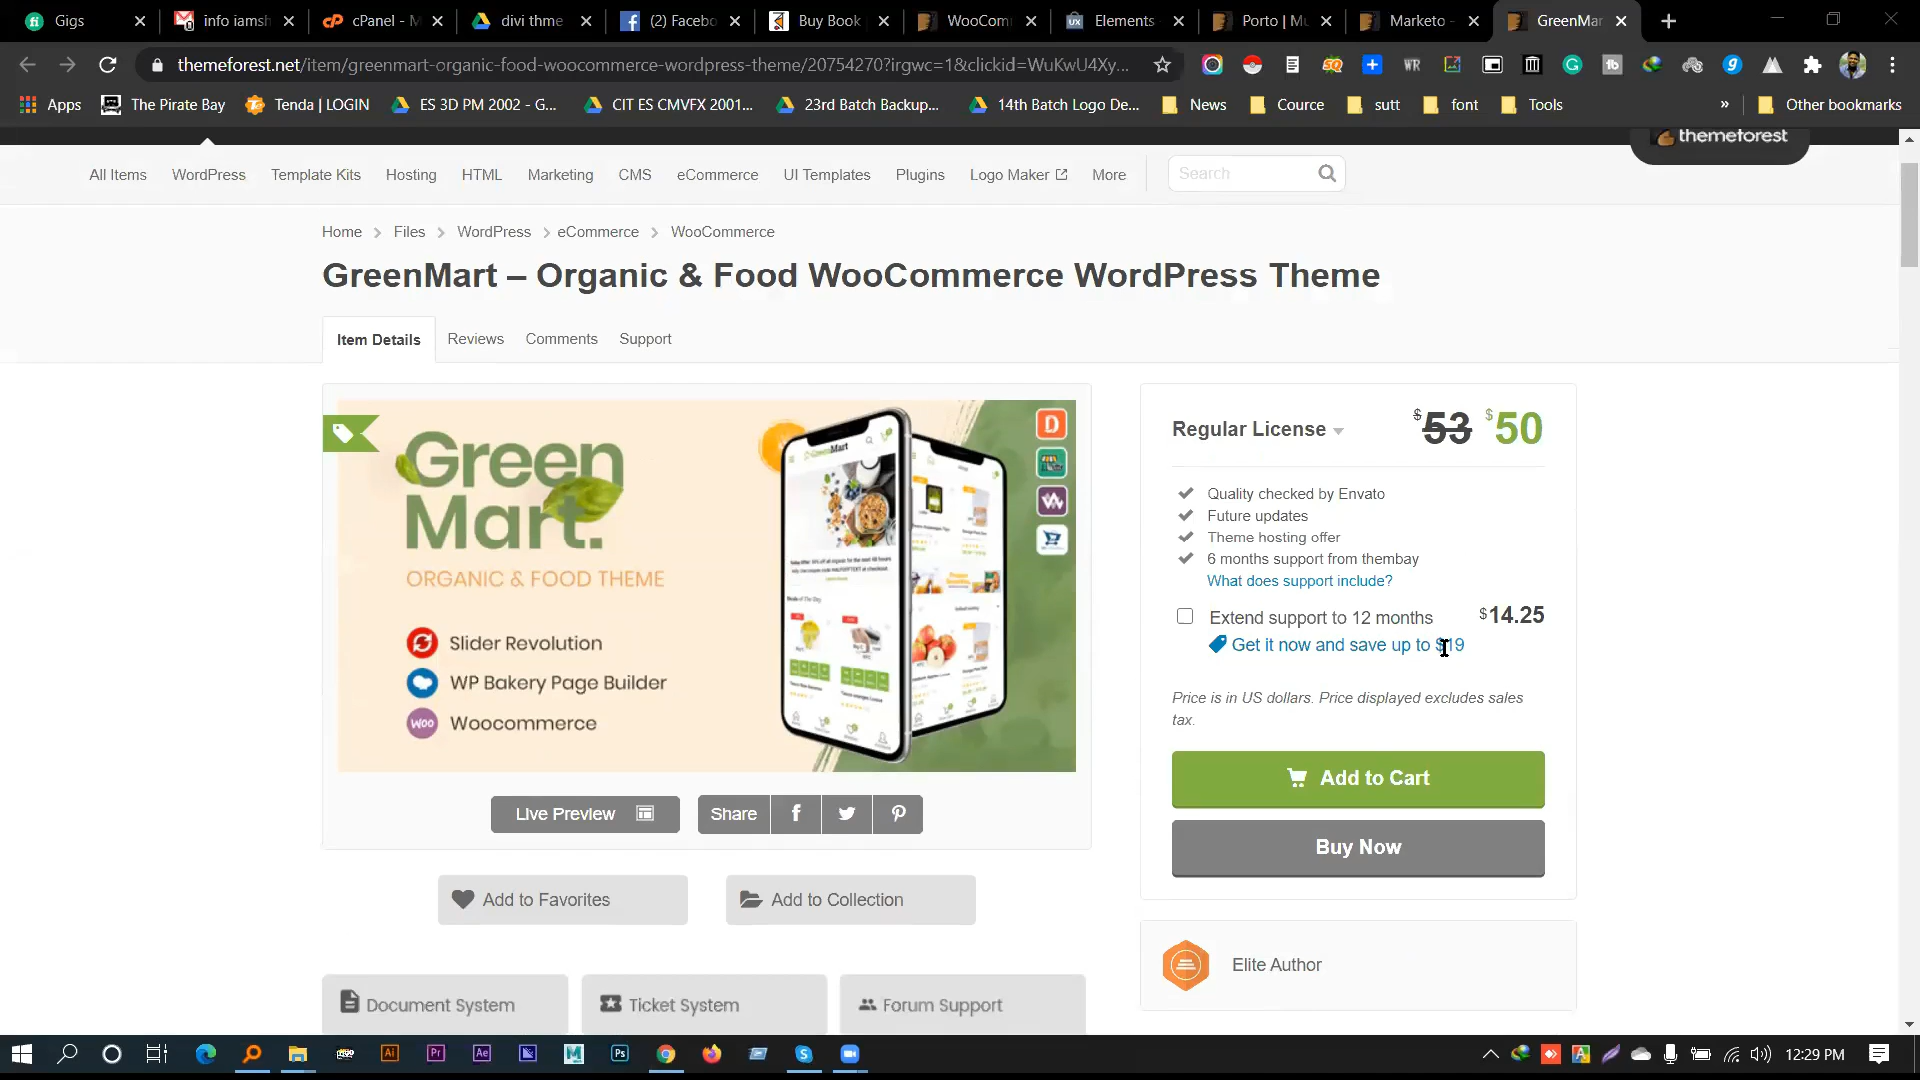 Gigs
info iamsh
cPanel - M
divi thme
(2) Facebo
Buy Book
WooCom
Elements
Porto | Mu
Marketo -
GreenMar
themeforest.net/item/greenmart-organic-food-woocommerce-wordpress-theme/20754270?irgwc=1&clickid=WuKwU4Xy...
Apps
The Pirate Bay
Tenda | LOGIN
ES 3D PM 2002 - G...
CIT ES CMVFX 2001...
23rd Batch Backup...
14th Batch Logo De...
News
Cource
sutt
font
Tools
»
Other bookmarks
themeforest
All Items
WordPress
Template Kits
Hosting
HTML
Marketing
CMS
eCommerce
UI Templates
Plugins
Logo Maker
More
Search
Home > Files > WordPress > eCommerce > WooCommerce
GreenMart – Organic & Food WooCommerce WordPress Theme
Item Details
Reviews
Comments
Support
Green
Mart.
ORGANIC & FOOD THEME
Slider Revolution
WP Bakery Page Builder
Woo Woocommerce
GreenMart
Regular License
$53 $50
Quality checked by Envato
Future updates
Theme hosting offer
6 months support from thembay
What does support include?
Extend support to 12 months $14.25
Get it now and save up to $19
Price is in US dollars. Price displayed excludes sales
tax.
Add to Cart
Buy Now
Live Preview
Share
Add to Favorites
Add to Collection
Elite Author
Document System
Ticket System
Forum Support
12:29 PM